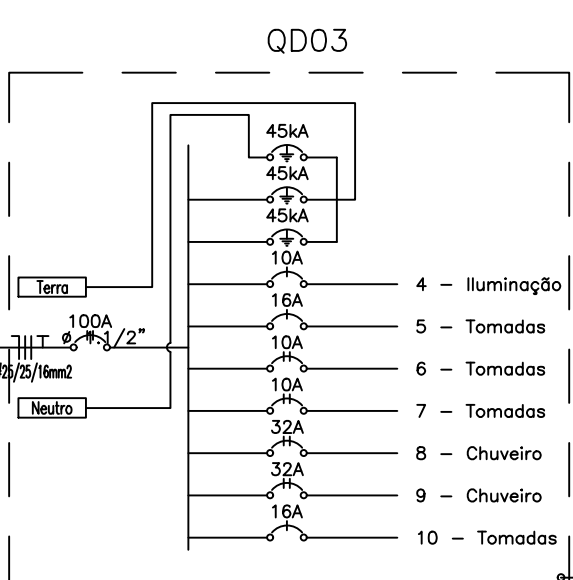 QD03
45kA
45kA
45kA
10A
4 - Iluminação
Terra
16A
5 - Tomadas
100A
ø 1/2"
10A
6 - Tomadas
25/25/16mm2
10A
7 - Tomadas
Neutro
32A
8 - Chuveiro
32A
9 - Chuveiro
16A
10 - Tomadas